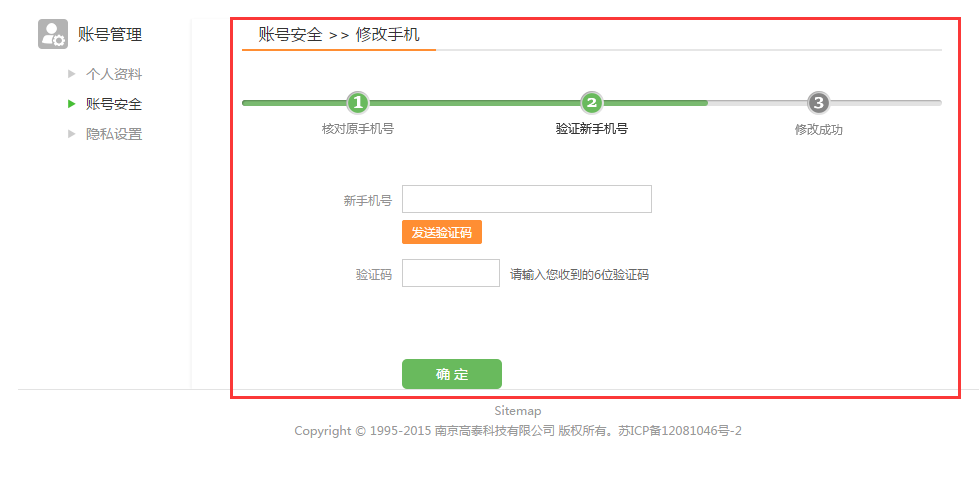 账号管理
个人资料
账号安全
隐私设置
账号安全 >> 修改手机
1 2 3
核对原手机号 验证新手机号 修改成功
新手机号
发送验证码
验证码 请输入您收到的6位验证码
确 定
Sitemap
Copyright © 1995-2015 南京高泰科技有限公司 版权所有。苏ICP备12081046号-2